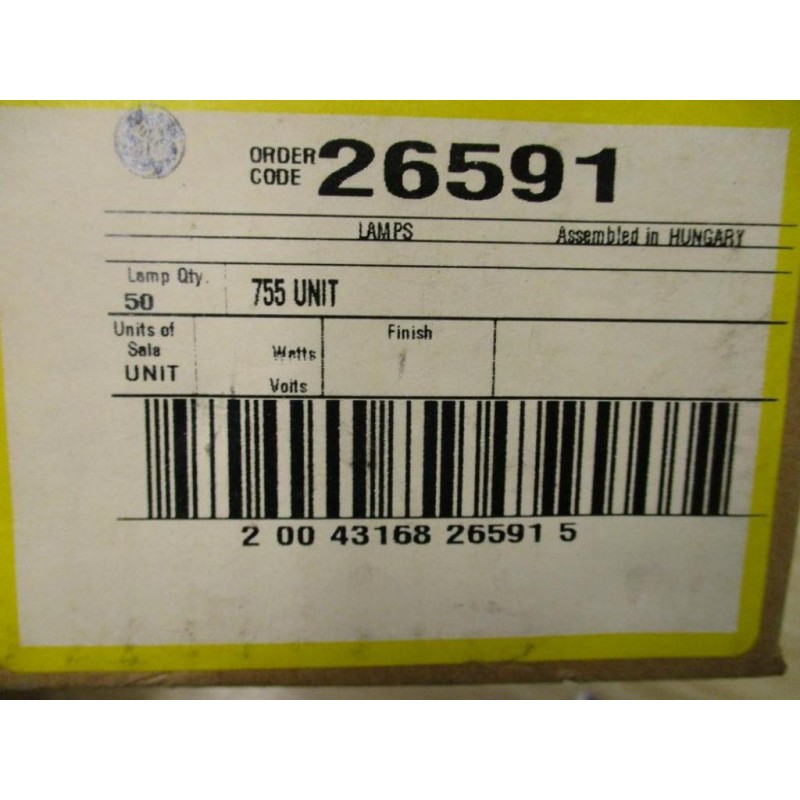 ORDER CODE 26591
LAMPS Assembled in HUNGARY
Lamp Qty.
50 755 UNIT
Units of Sale
UNIT
Watts
Volts
Finish
2 00 43168 26591 5